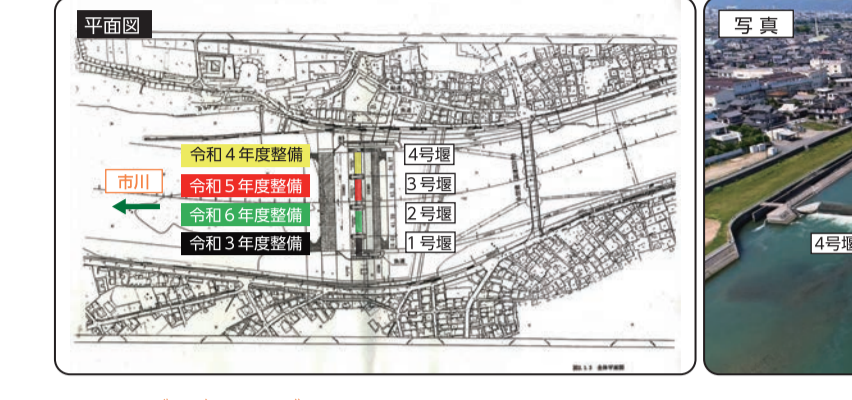 平面図
写 真
令和４年度整備
4号堰
市川
令和５年度整備
３号堰
令和６年度整備
２号堰
令和３年度整備
１号堰
4号堰